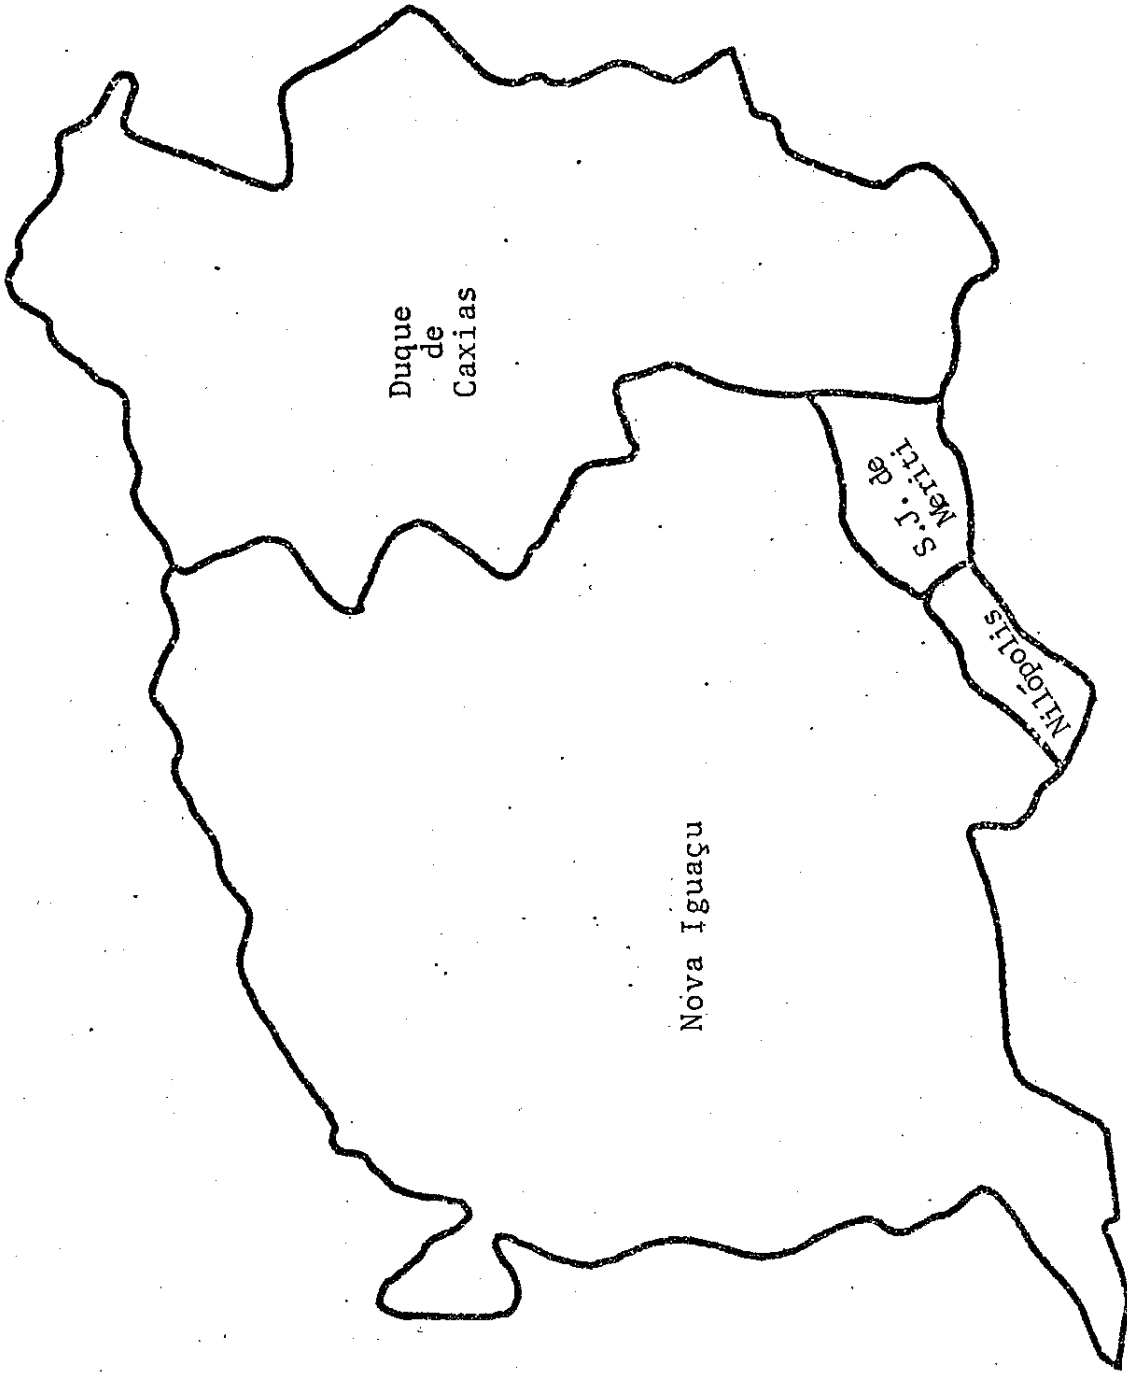 Duque
de
Caxias
S.J. de
Meriti
Nilópolis
Nova Iguaçu